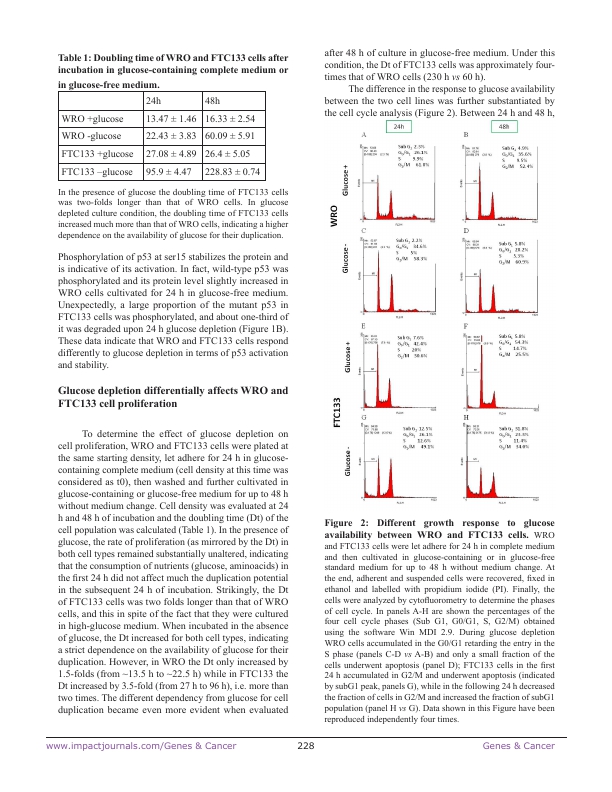 Table 1: Doubling time of WRO and FTC133 cells after
incubation in glucose-containing complete medium or
in glucose-free medium.
24h 48h
WRO +glucose 13.47 ± 1.46 16.33 ± 2.54
WRO -glucose 22.43 ± 3.83 60.09 ± 5.91
FTC133 +glucose 27.08 ± 4.89 26.4 ± 5.05
FTC133 –glucose 95.9 ± 4.47 228.83 ± 0.74
In the presence of glucose the doubling time of FTC133 cells
was two-folds longer than that of WRO cells. In glucose
depleted culture condition, the doubling time of FTC133 cells
increased much more than that of WRO cells, indicating a higher
dependence on the availability of glucose for their duplication.
Phosphorylation of p53 at ser15 stabilizes the protein and
is indicative of its activation. In fact, wild-type p53 was
phosphorylated and its protein level slightly increased in
WRO cells cultivated for 24 h in glucose-free medium.
Unexpectedly, a large proportion of the mutant p53 in
FTC133 cells was phosphorylated, and about one-third of
it was degraded upon 24 h glucose depletion (Figure 1B).
These data indicate that WRO and FTC133 cells respond
differently to glucose depletion in terms of p53 activation
and stability.
Glucose depletion differentially affects WRO and
FTC133 cell proliferation
To determine the effect of glucose depletion on
cell proliferation, WRO and FTC133 cells were plated at
the same starting density, let adhere for 24 h in glucose-
containing complete medium (cell density at this time was
considered as t0), then washed and further cultivated in
glucose-containing or glucose-free medium for up to 48 h
without medium change. Cell density was evaluated at 24
h and 48 h of incubation and the doubling time (Dt) of the
cell population was calculated (Table 1). In the presence of
glucose, the rate of proliferation (as mirrored by the Dt) in
both cell types remained substantially unaltered, indicating
that the consumption of nutrients (glucose, aminoacids) in
the first 24 h did not affect much the duplication potential
in the subsequent 24 h of incubation. Strikingly, the Dt
of FTC133 cells was two folds longer than that of WRO
cells, and this in spite of the fact that they were cultured
in high-glucose medium. When incubated in the absence
of glucose, the Dt increased for both cell types, indicating
a strict dependence on the availability of glucose for their
duplication. However, in WRO the Dt only increased by
1.5-folds (from ~13.5 h to ~22.5 h) while in FTC133 the
Dt increased by 3.5-fold (from 27 h to 96 h), i.e. more than
two times. The different dependency from glucose for cell
duplication became even more evident when evaluated
after 48 h of culture in glucose-free medium. Under this
condition, the Dt of FTC133 cells was approximately four-
times that of WRO cells (230 h vs 60 h).
The difference in the response to glucose availability
between the two cell lines was further substantiated by
the cell cycle analysis (Figure 2). Between 24 h and 48 h,
24h 48h
WRO
Glucose +
A
Sub G₁ 2.3%
G₀/G₁ 26.1%
S 9.9%
G₂/M 61.8%
B
Sub G₁ 4.9%
G₀/G₁ 35.6%
S 9.5%
G₂/M 52.4%
Glucose -
C
Sub G₁ 2.2%
G₀/G₁ 34.6%
S 5%
G₂/M 58.3%
D
Sub G₁ 5.8%
G₀/G₁ 28.2%
S 5.3%
G₂/M 60.9%
FTC133
Glucose +
E
Sub G₁ 7.6%
G₀/G₁ 42.4%
S 20%
G₂/M 30.6%
F
Sub G₁ 5.8%
G₀/G₁ 54.3%
S 14.7%
G₂/M 25.5%
Glucose -
G
Sub G₁ 12.5%
G₀/G₁ 26.1%
S 12.6%
G₂/M 49.1%
H
Sub G₁ 31.8%
G₀/G₁ 23.3%
S 11.4%
G₂/M 34.0%
Figure 2: Different growth response to glucose
availability between WRO and FTC133 cells. WRO
and FTC133 cells were let adhere for 24 h in complete medium
and then cultivated in glucose-containing or in glucose-free
standard medium for up to 48 h without medium change. At
the end, adherent and suspended cells were recovered, fixed in
ethanol and labelled with propidium iodide (PI). Finally, the
cells were analyzed by cytofluorometry to determine the phases
of cell cycle. In panels A-H are shown the percentages of the
four cell cycle phases (Sub G1, G0/G1, S, G2/M) obtained
using the software Win MDI 2.9. During glucose depletion
WRO cells accumulated in the G0/G1 retarding the entry in the
S phase (panels C-D vs A-B) and only a small fraction of the
cells underwent apoptosis (panel D); FTC133 cells in the first
24 h accumulated in G2/M and underwent apoptosis (indicated
by subG1 peak, panels G), while in the following 24 h decreased
the fraction of cells in G2/M and increased the fraction of subG1
population (panel H vs G). Data shown in this Figure have been
reproduced independently four times.
www.impactjournals.com/Genes & Cancer 228 Genes & Cancer